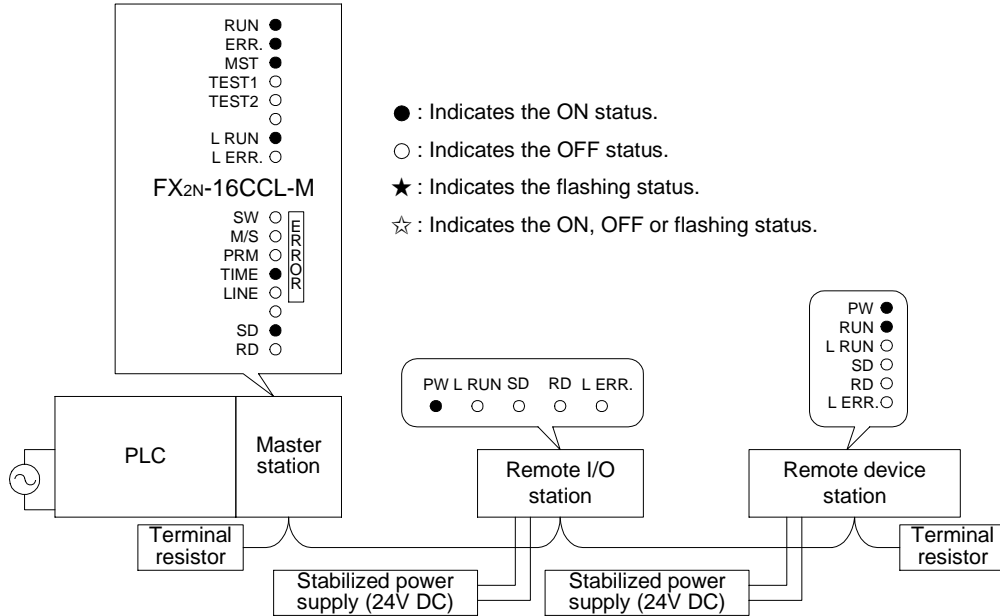 RUN
ERR.
MST
TEST1
TEST2
L RUN
L ERR.
FX2N-16CCL-M
SW
M/S
PRM
TIME
LINE
ERROR
SD
RD
: Indicates the ON status.
: Indicates the OFF status.
: Indicates the flashing status.
: Indicates the ON, OFF or flashing status.
PW L RUN SD RD L ERR.
PW
RUN
L RUN
SD
RD
L ERR.
PLC
Master
station
Remote I/O
station
Remote device
station
Terminal
resistor
Terminal
resistor
Stabilized power
supply (24V DC)
Stabilized power
supply (24V DC)